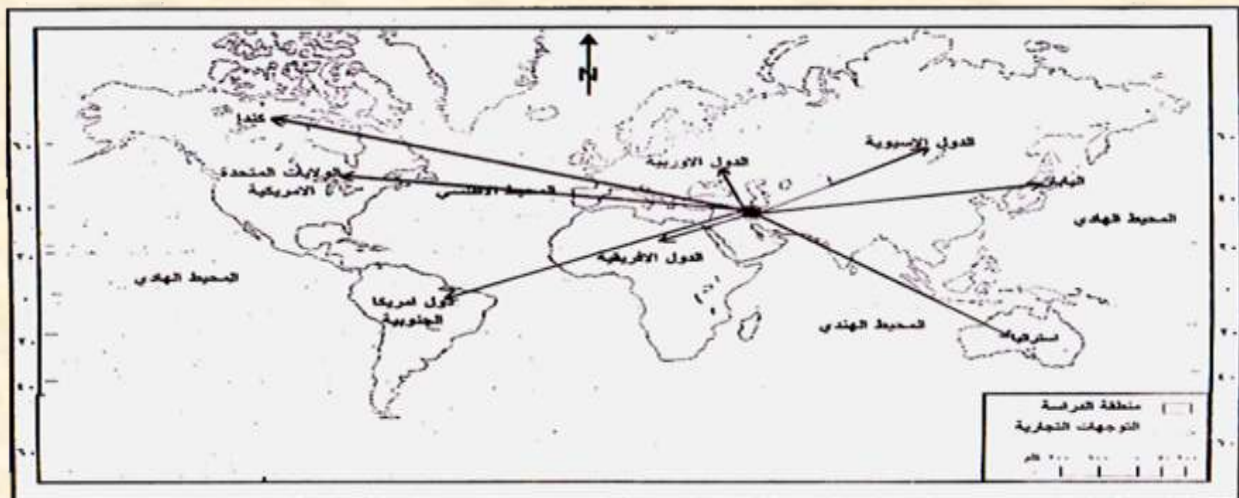 N
كندا
الدول الاسيوية
الدول الاوربية
الولايات المتحدة
الامريكية
المحيط الاطلسي
اليابان
المحيط الهادي
الدول الافريقية
المحيط الهادي
دول امريكا
الجنوبية
المحيط الهندي
استراليا
منطقة الدراسة
التوجهات التجارية
كم